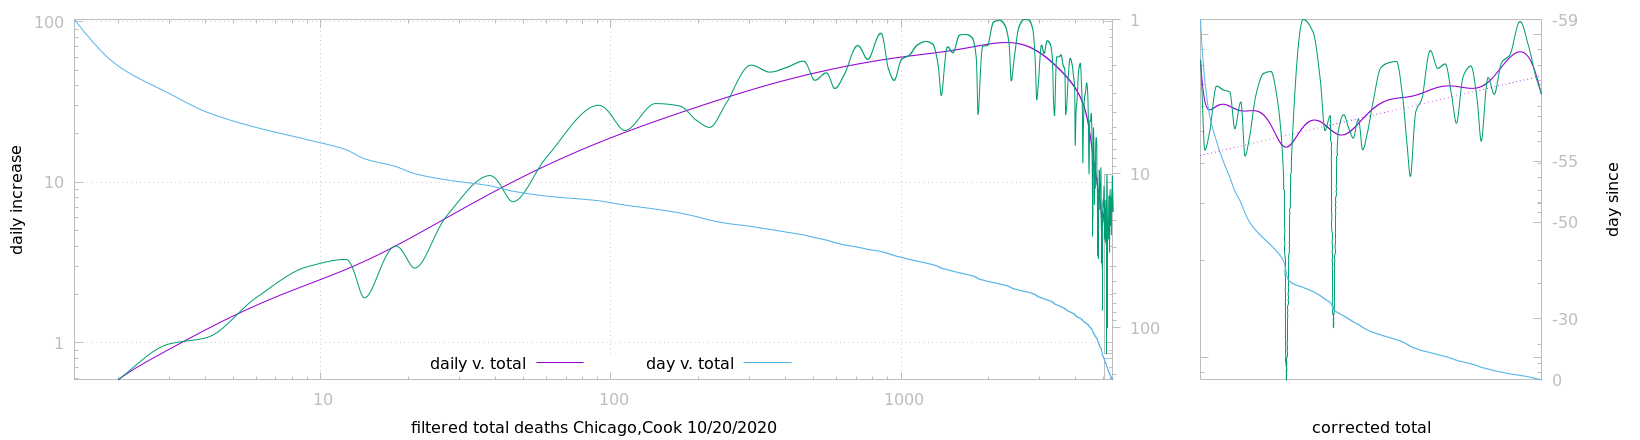 100
10
1
daily increase
daily v. total
day v. total
10
100
1000
filtered total deaths Chicago,Cook 10/20/2020
1
10
100
-59
-55
-50
-30
0
day since
corrected total